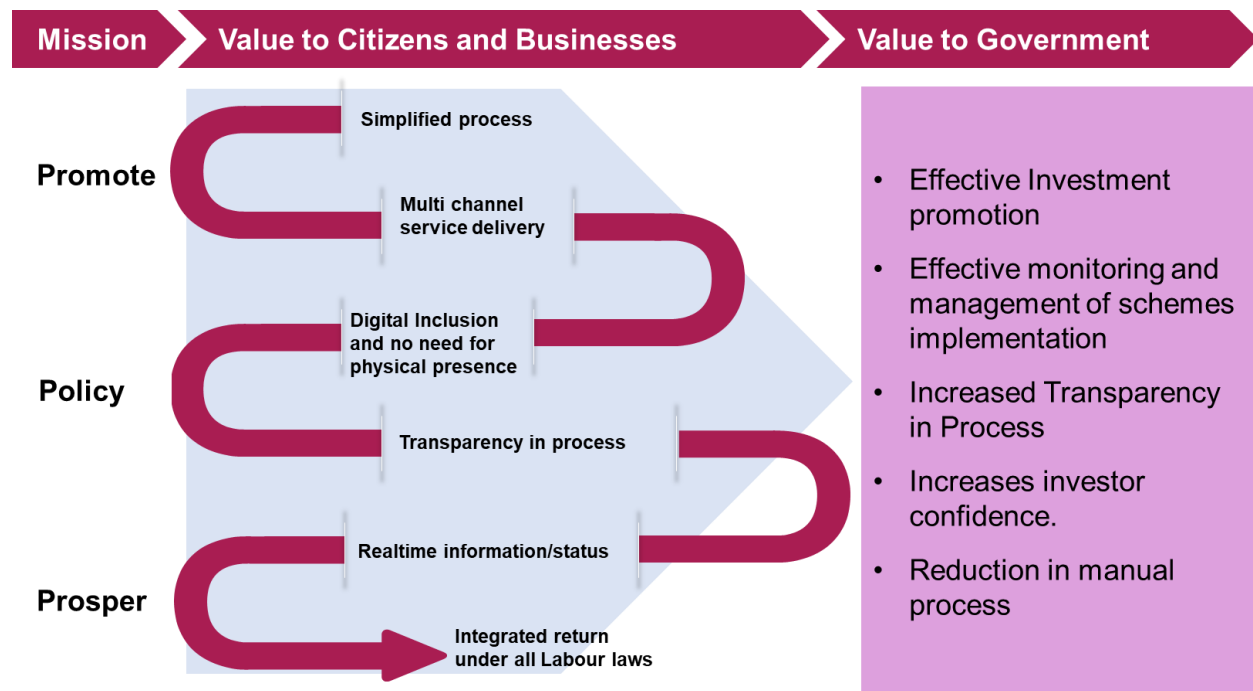 Mission
Value to Citizens and Businesses
Value to Government
Promote
Simplified process
Multi channel
service delivery
Policy
Digital Inclusion
and no need for
physical presence
Transparency in process
Prosper
Realtime information/status
Integrated return
under all Labour laws
• Effective Investment
promotion
• Effective monitoring and
management of schemes
implementation
• Increased Transparency
in Process
• Increases investor
confidence.
• Reduction in manual
process